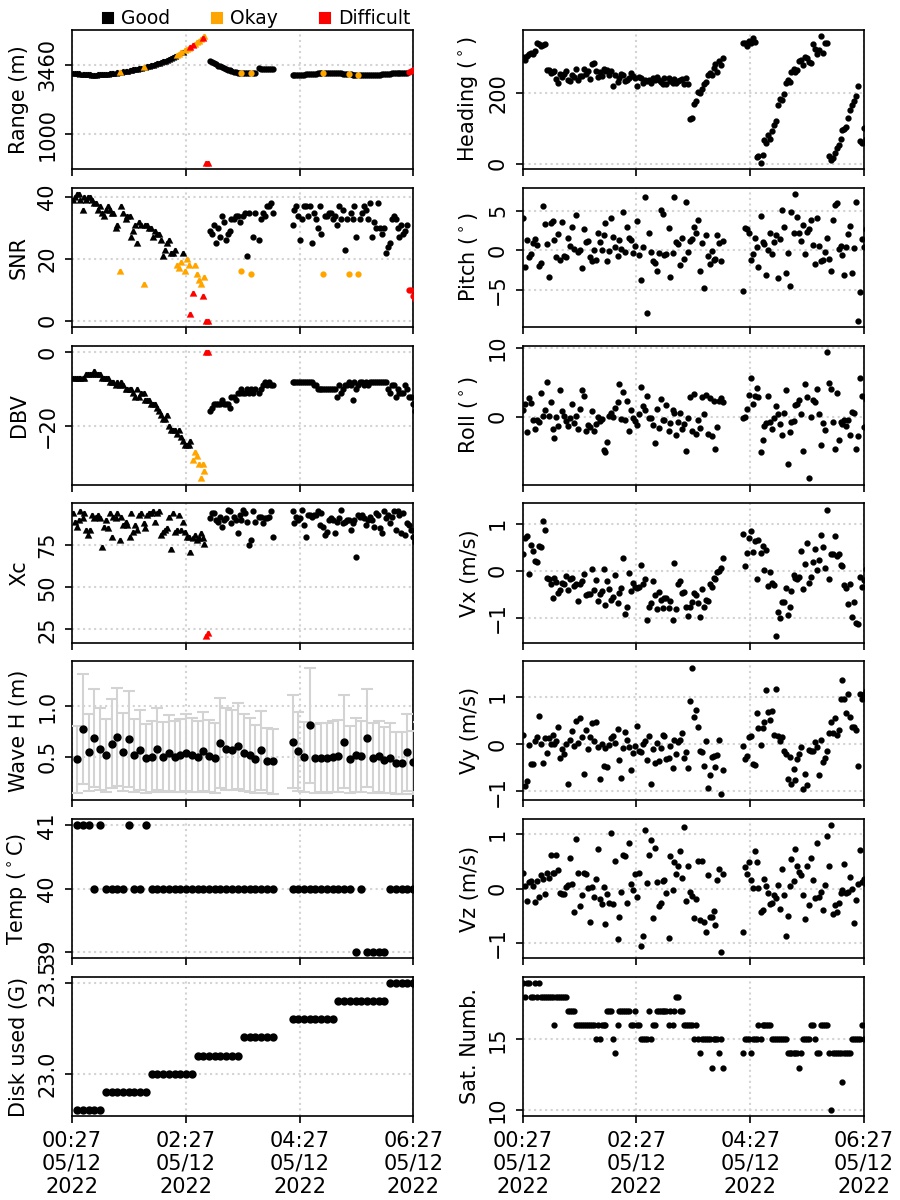 Good Okay Difficult
Range (m)
3460
1000
Heading (°)
200
0
SNR
40
20
0
Pitch (°)
5
0
−5
DBV
0
−20
Roll (°)
10
0
Xc
75
50
25
Vx (m/s)
1
0
−1
Wave H (m)
1.0
0.5
Vy (m/s)
1
0
−1
Temp (°C)
41
40
39
Vz (m/s)
1
0
−1
Disk used (G)
23.5
23.0
Sat. Numb.
15
10
00:27 02:27 04:27 06:27
05/12 05/12 05/12 05/12
2022 2022 2022 2022
00:27 02:27 04:27 06:27
05/12 05/12 05/12 05/12
2022 2022 2022 2022